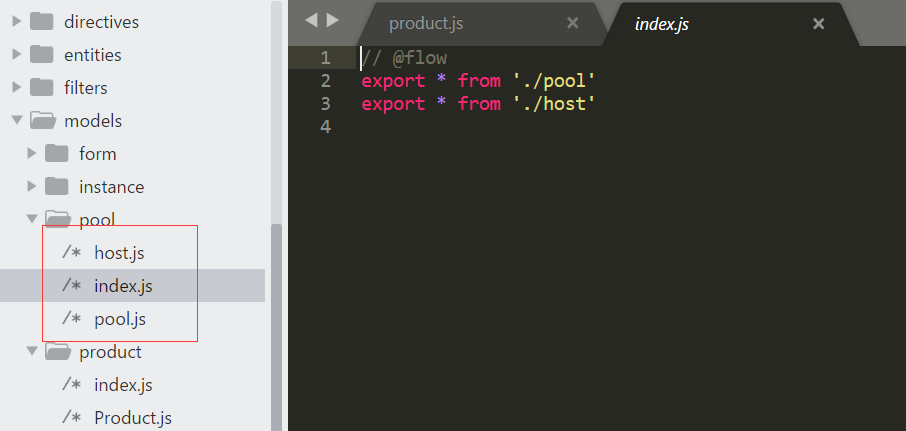 directives
entities
filters
models
form
instance
pool
/* host.js
/* index.js
/* pool.js
product
/* index.js
/* Product.js
product.js ×
index.js ×
1 // @flow
2 export * from './pool'
3 export * from './host'
4